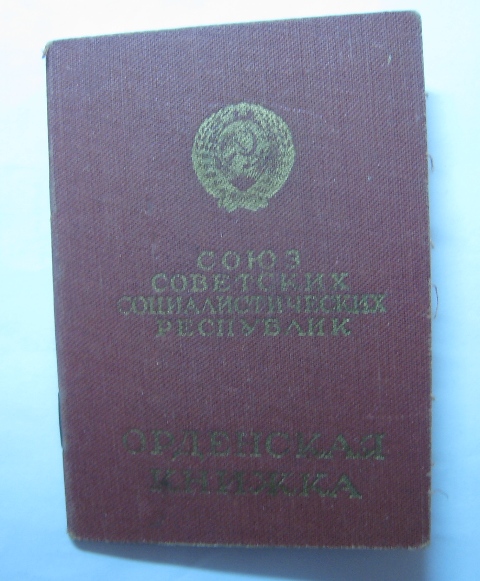 СОЮЗ
СОВЕТСКИХ
СОЦИАЛИСТИЧЕСКИХ
РЕСПУБЛИК
ОРДЕНСКАЯ
КНИЖКА